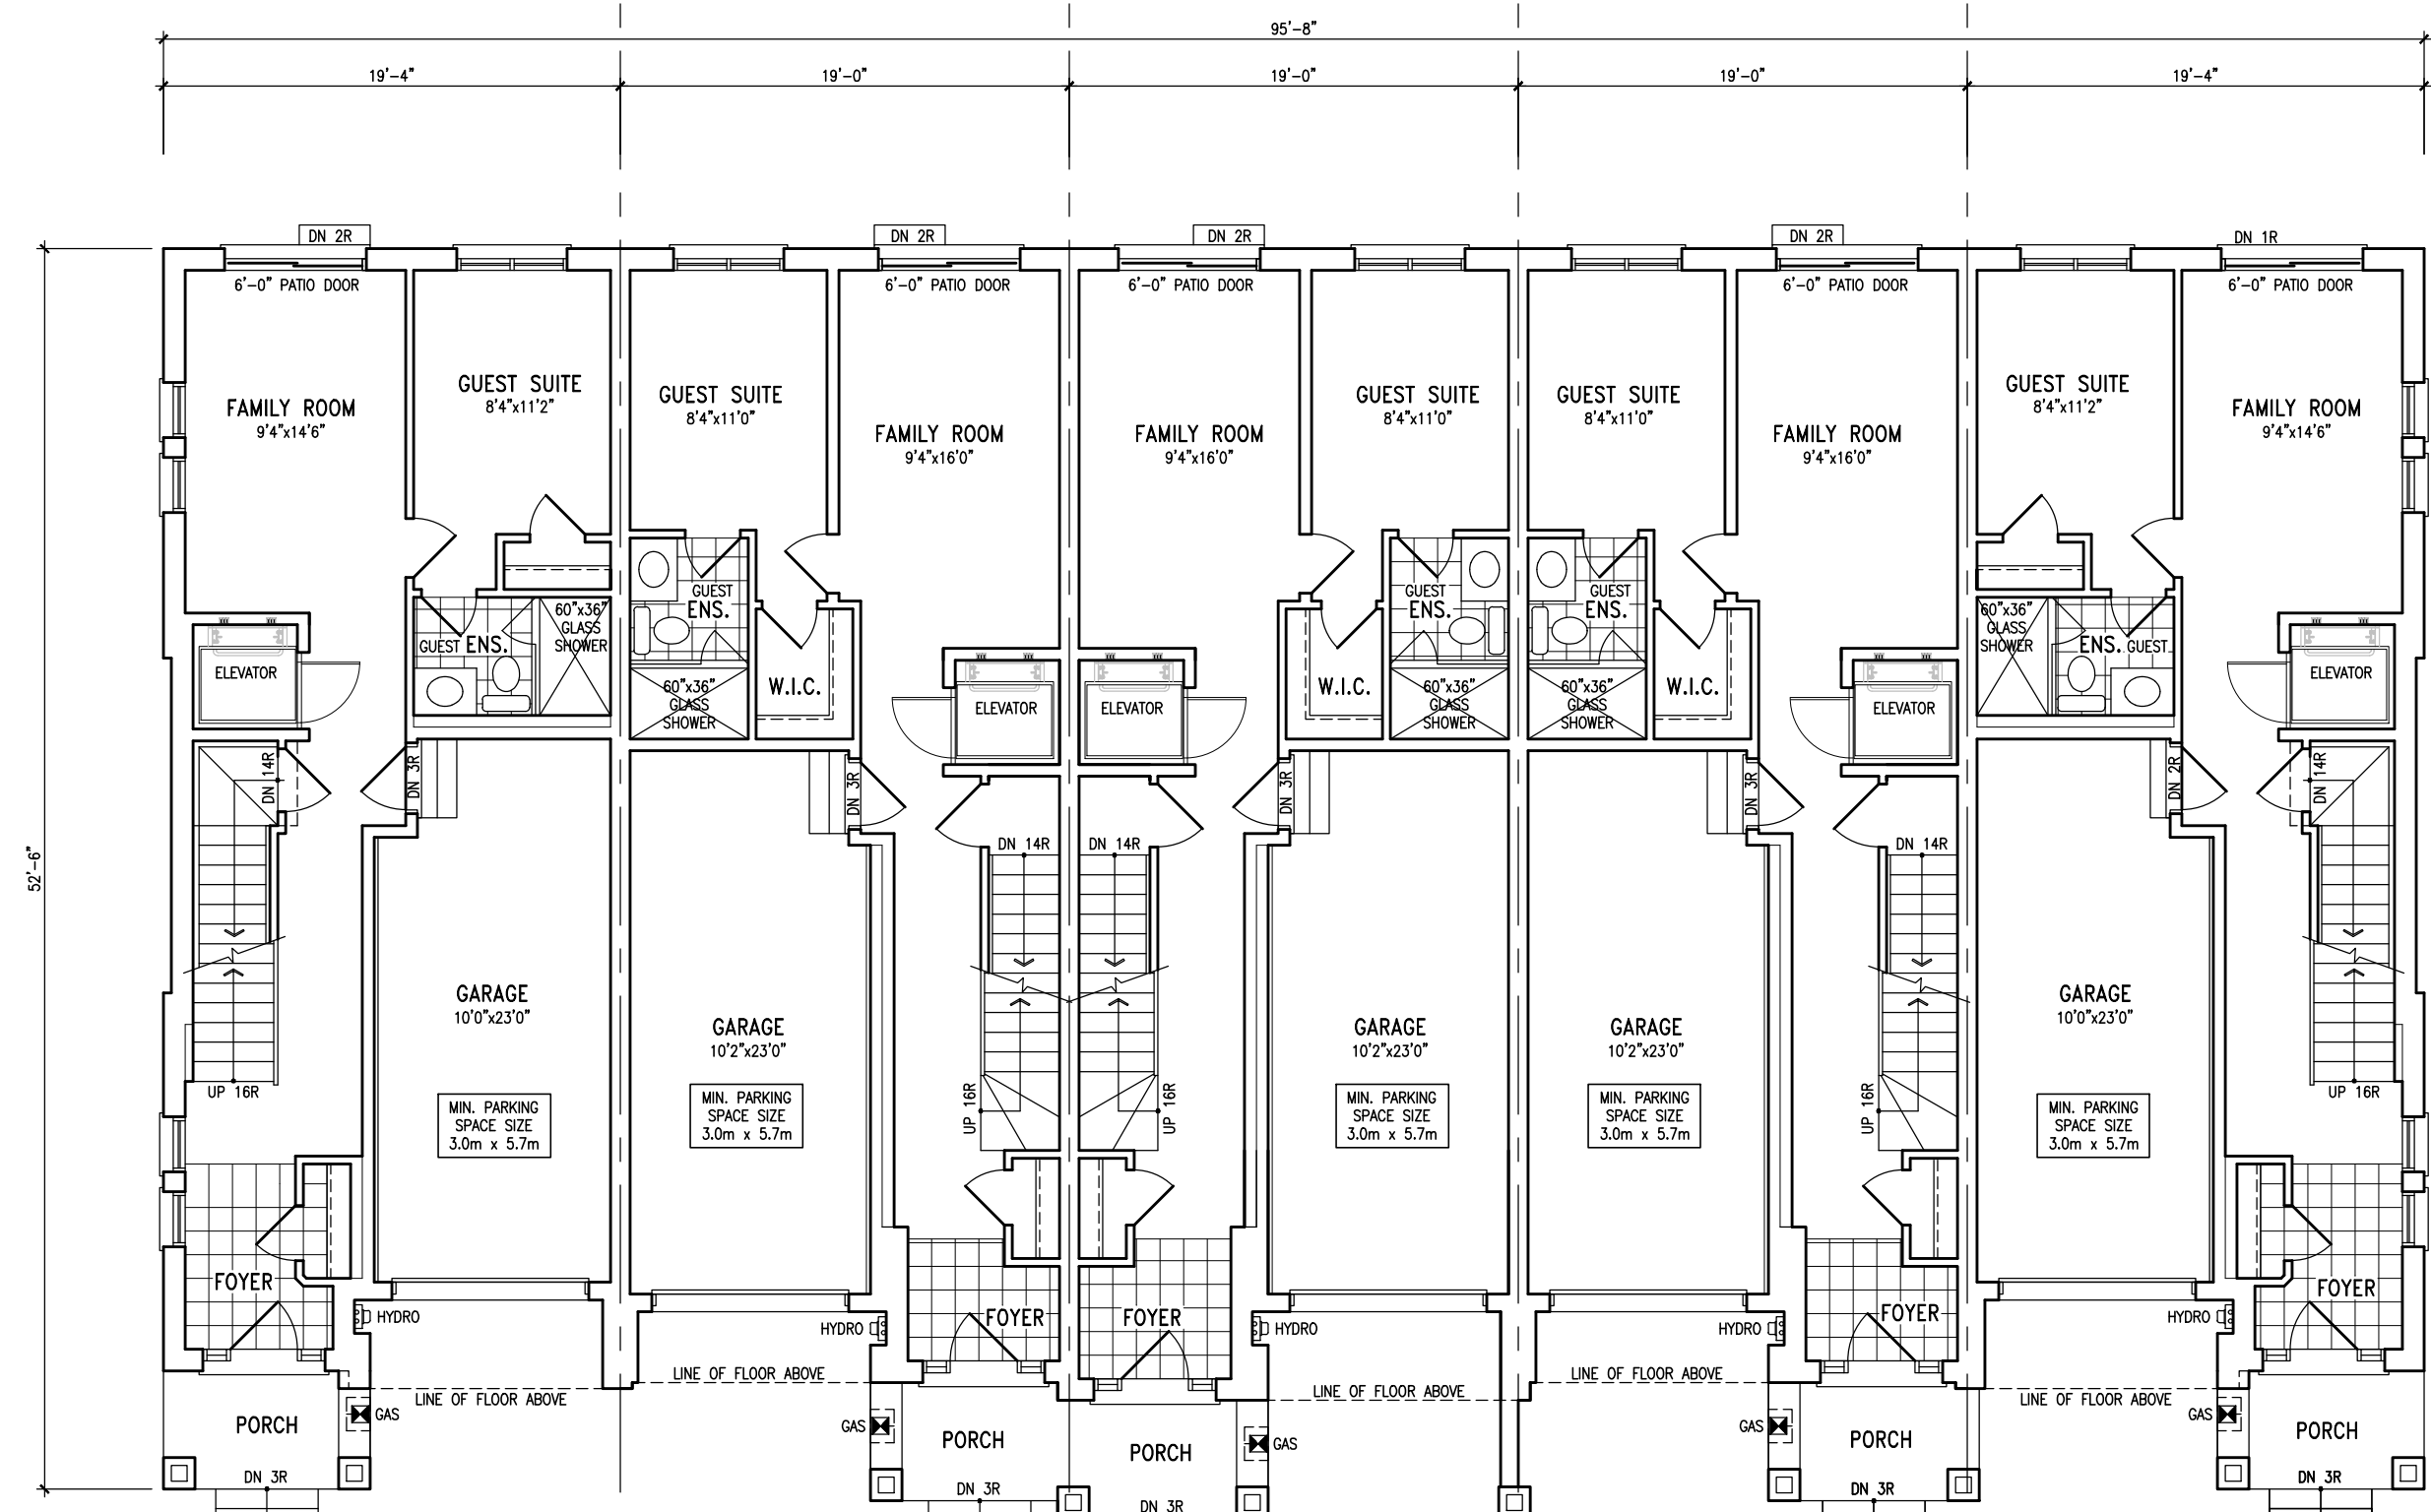 95'-8"
19'-4"
19'-0"
19'-0"
19'-0"
19'-4"
DN 2R
DN 2R
DN 2R
DN 2R
DN 1R
6'-0" PATIO DOOR
6'-0" PATIO DOOR
6'-0" PATIO DOOR
6'-0" PATIO DOOR
6'-0" PATIO DOOR
FAMILY ROOM
9'4"x14'6"
GUEST SUITE
8'4"x11'2"
GUEST SUITE
8'4"x11'0"
FAMILY ROOM
9'4"x16'0"
FAMILY ROOM
9'4"x16'0"
GUEST SUITE
8'4"x11'0"
GUEST SUITE
8'4"x11'0"
FAMILY ROOM
9'4"x16'0"
GUEST SUITE
8'4"x11'2"
FAMILY ROOM
9'4"x14'6"
GUEST ENS.
60"x36"
GLASS
SHOWER
GUEST
ENS.
GUEST
ENS.
GUEST
ENS.
60"x36"
GLASS
SHOWER
ENS. GUEST
ELEVATOR
60"x36"
GLASS
SHOWER
W.I.C.
ELEVATOR
ELEVATOR
W.I.C.
60"x36"
GLASS
SHOWER
60"x36"
GLASS
SHOWER
W.I.C.
ELEVATOR
ELEVATOR
DN 14R
DN 3R
DN 3R
DN 14R
DN 14R
DN 3R
DN 3R
DN 14R
DN 2R
DN 14R
52'-6"
GARAGE
10'0"x23'0"
GARAGE
10'2"x23'0"
GARAGE
10'2"x23'0"
GARAGE
10'2"x23'0"
GARAGE
10'0"x23'0"
UP 16R
UP 16R
UP 16R
UP 16R
UP 16R
MIN. PARKING
SPACE SIZE
3.0m x 5.7m
MIN. PARKING
SPACE SIZE
3.0m x 5.7m
MIN. PARKING
SPACE SIZE
3.0m x 5.7m
MIN. PARKING
SPACE SIZE
3.0m x 5.7m
MIN. PARKING
SPACE SIZE
3.0m x 5.7m
FOYER
HYDRO
HYDRO
FOYER
FOYER
HYDRO
HYDRO
FOYER
HYDRO
FOYER
LINE OF FLOOR ABOVE
LINE OF FLOOR ABOVE
LINE OF FLOOR ABOVE
LINE OF FLOOR ABOVE
LINE OF FLOOR ABOVE
GAS
GAS
GAS
GAS
GAS
PORCH
PORCH
PORCH
PORCH
PORCH
DN 3R
DN 3R
DN 3R
DN 3R
DN 3R